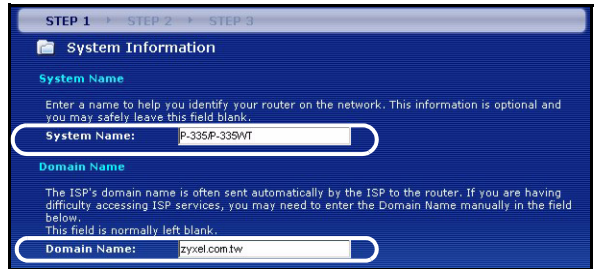 STEP 1 STEP 2 STEP 3
System Information
System Name
Enter a name to help you identify your router on the network. This information is optional and
you may safely leave this field blank.
System Name: P-335/P-335WT
Domain Name
The ISP's domain name is often sent automatically by the ISP to the router. If you are having
difficulty accessing ISP services, you may need to enter the Domain Name manually in the field
below.
This field is normally left blank.
Domain Name: zyxel.com.tw